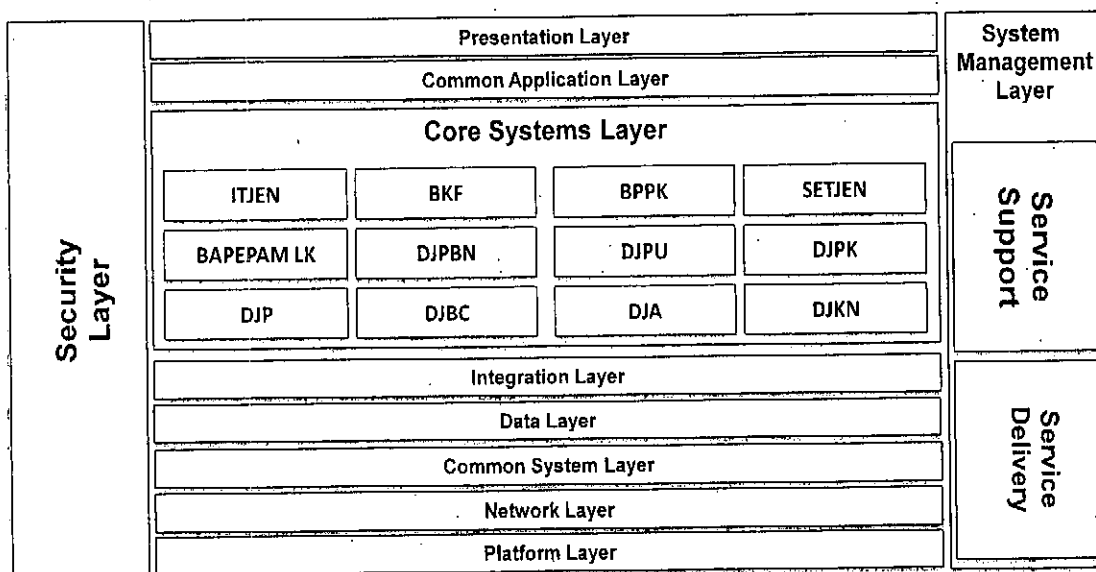 Security
Layer
Presentation Layer
Common Application Layer
Core Systems Layer
ITJEN
BKF
BPPK
SETJEN
BAPEPAM LK
DJPBN
DJPU
DJPK
DJP
DJBC
DJA
DJKN
Integration Layer
Data Layer
Common System Layer
Network Layer
Platform Layer
System
Management
Layer
Service
Support
Service
Delivery